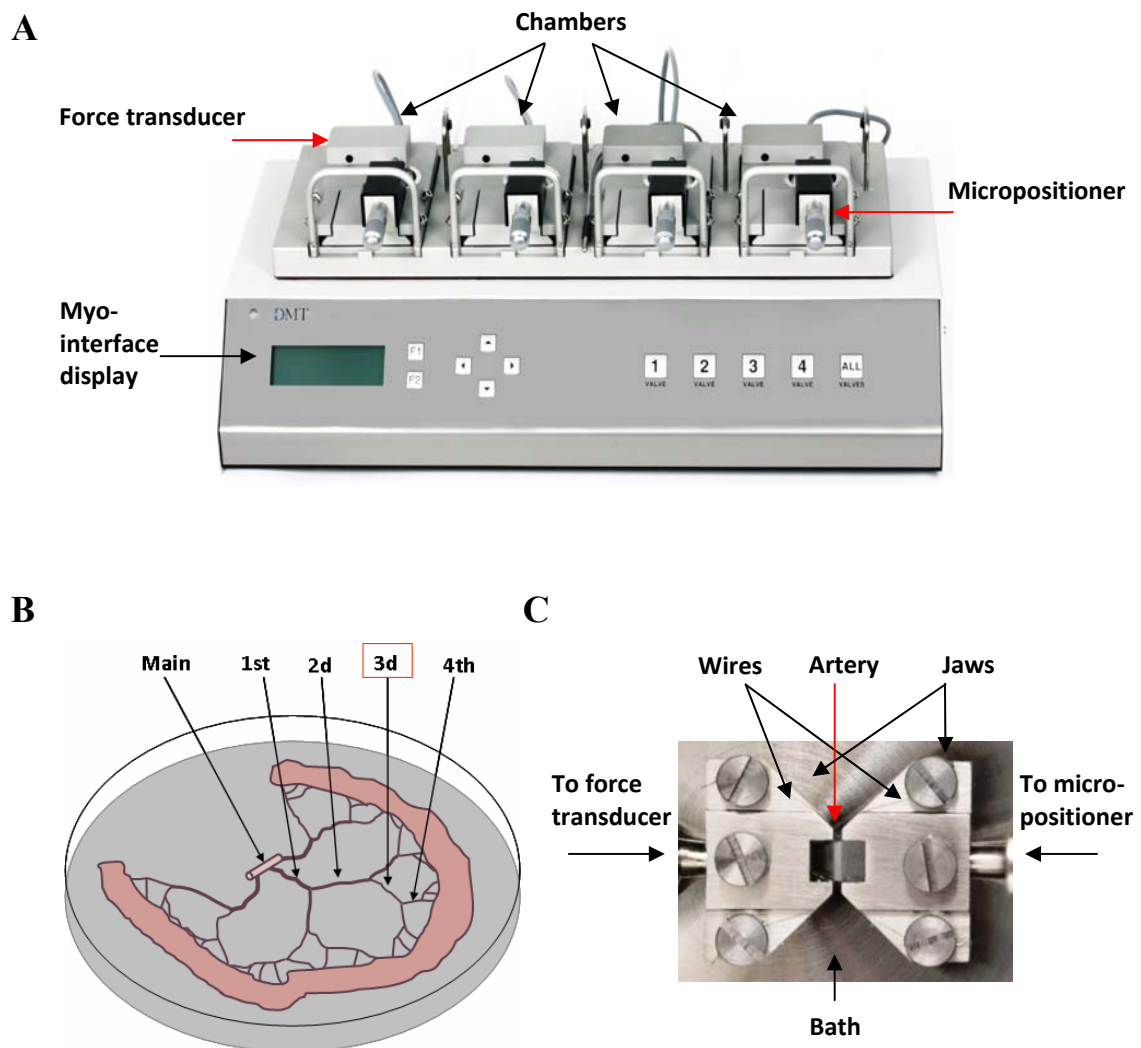 A
Chambers
Force transducer
Micropositioner
Myo-
interface
display
DMT
F1
F2
1
2
3
4
ALL
VALVE
VALVE
VALVE
VALVE
VALVES
B
Main
1st
2d
3d
4th
C
Wires
Artery
Jaws
To force
transducer
To micro-
positioner
Bath